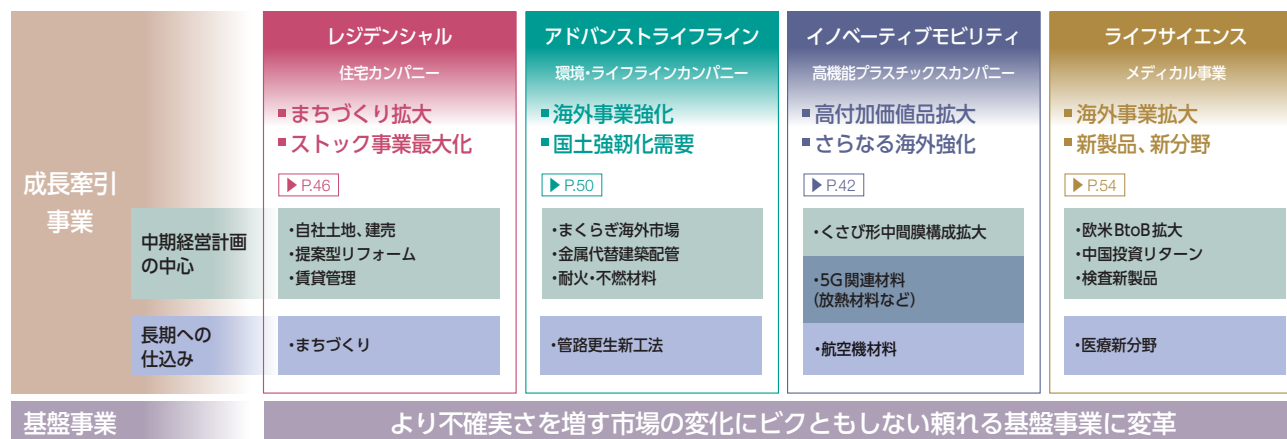 成長牽引
事業
中期経営計画
の中心
長期への
仕込み
レジデンシャル
住宅カンパニー
■まちづくり拡大
■ストック事業最大化
▶P.46
・自社土地、建売
・提案型リフォーム
・賃貸管理
・まちづくり
アドバンストライフライン
環境・ライフラインカンパニー
■海外事業強化
■国土強靭化需要
▶P.50
・まくらぎ海外市場
・金属代替建築配管
・耐火・不燃材料
・管路更生新工法
イノベーティブモビリティ
高機能プラスチックスカンパニー
■高付加価値品拡大
■さらなる海外強化
▶P.42
・くさび形中間膜構成拡大
・5G関連材料
(放熱材料など)
・航空機材料
ライフサイエンス
メディカル事業
■海外事業拡大
■新製品、新分野
▶P.54
・欧米BtoB拡大
・中国投資リターン
・検査新製品
・医療新分野
基盤事業
より不確実さを増す市場の変化にビクともしない頼れる基盤事業に変革